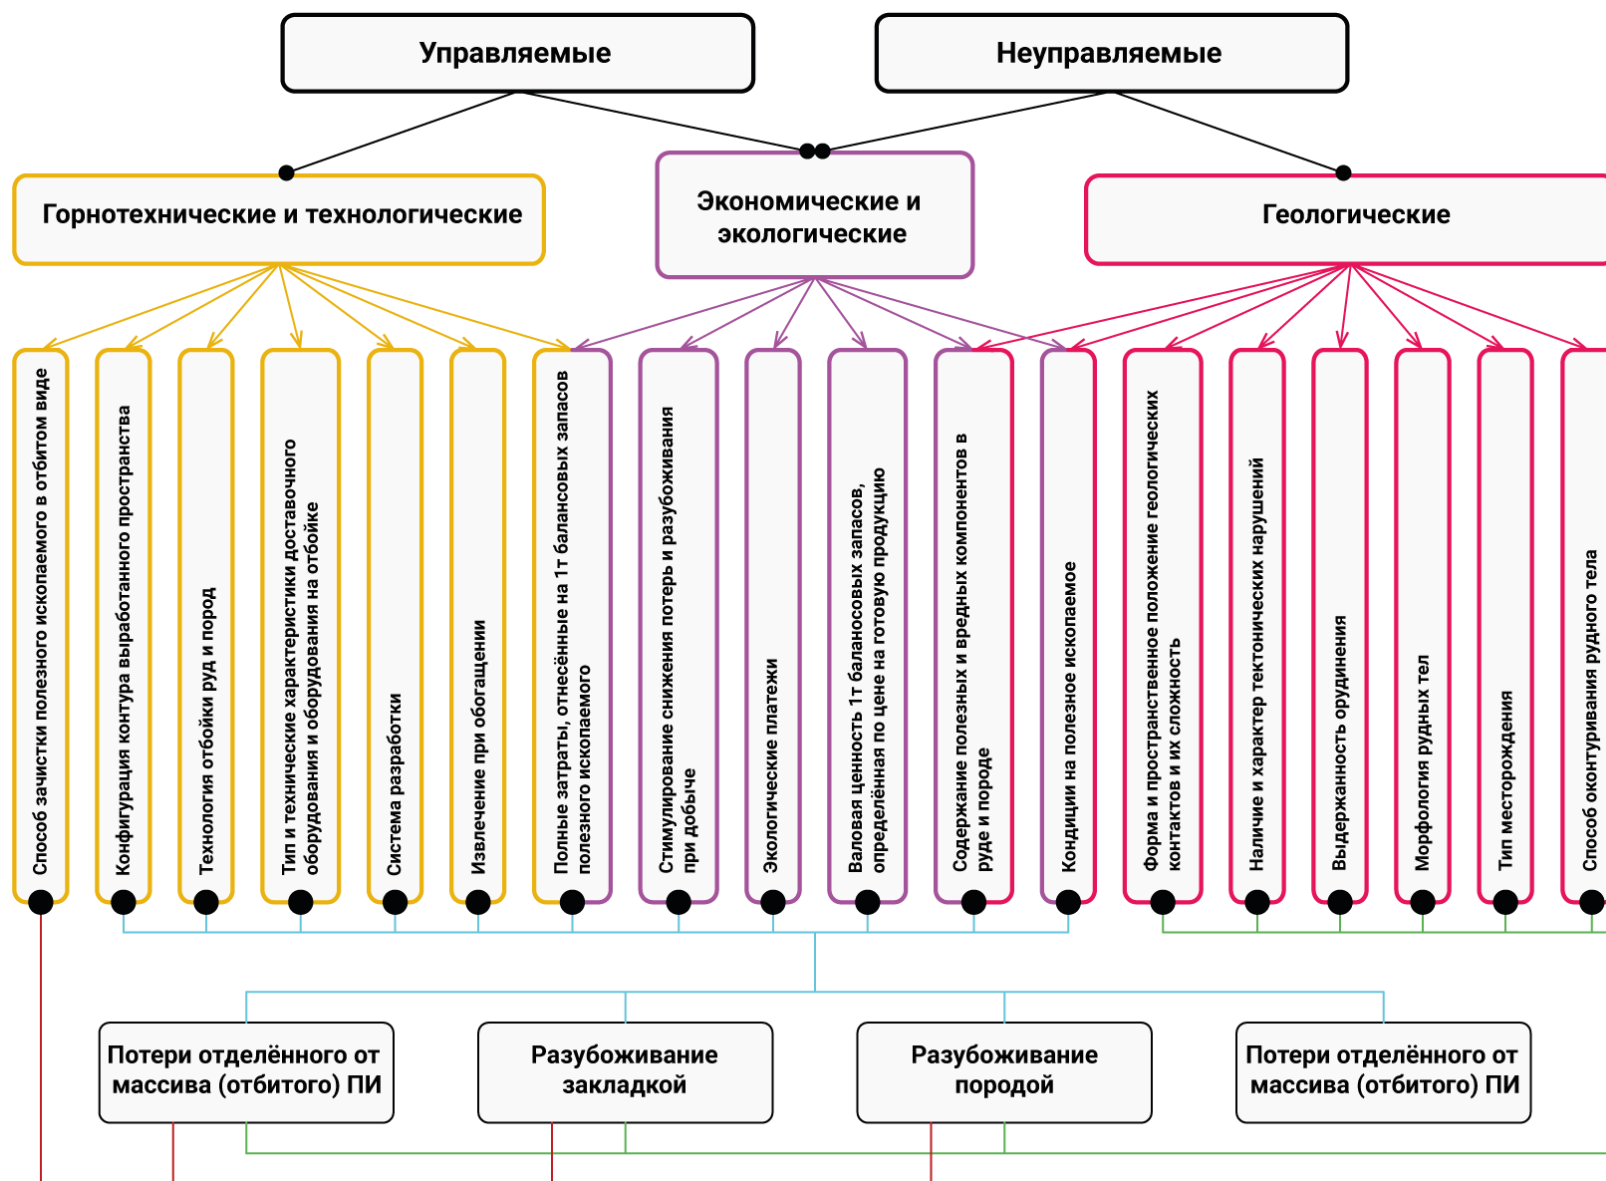 Управляемые
Неуправляемые
Горнотехнические и технологические
Экономические и
экологические
Геологические
Способ зачистки полезного ископаемого в отбитом виде
Конфигурация контура выработанного пространства
Технология отбойки руд и пород
Тип и технические характеристики доставочного
оборудования и оборудования на отбойке
Система разработки
Извлечение при обогащении
Полные затраты, отнесённые на 1т балансовых запасов
полезного ископаемого
Стимулирование снижения потерь и разубоживания
при добыче
Экологические платежи
Валовая ценность 1т баланосовых запасов,
определённая по цене на готовую продукцию
Содержание полезных и вредных компонентов в
руде и породе
Кондиции на полезное ископаемое
Форма и пространственное положение геологических
контактов и их сложность
Наличие и характер тектонических нарушений
Выдержанность орудинения
Морфология рудных тел
Тип месторождения
Способ оконтуривания рудного тела
Потери отделённого от
массива (отбитого) ПИ
Разубоживание
закладкой
Разубоживание
породой
Потери отделённого от
массива (отбитого) ПИ